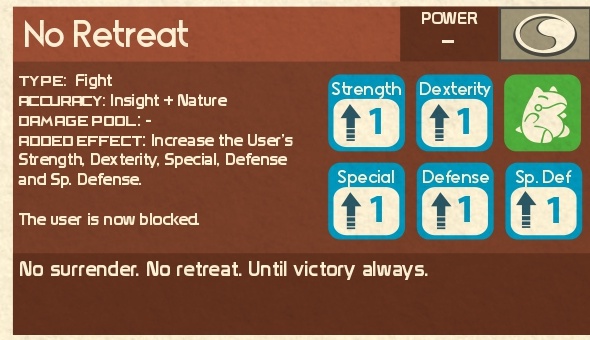 No Retreat
POWER
–
TYPE: Fight
ACCURACY: Insight + Nature
DAMAGE POOL: -
ADDED EFFECT: Increase the User's
Strength, Dexterity, Special, Defense
and Sp. Defense.
The user is now blocked.
Strength
1
Dexterity
1
Special
1
Defense
1
Sp. Def
1
No surrender. No retreat. Until victory always.